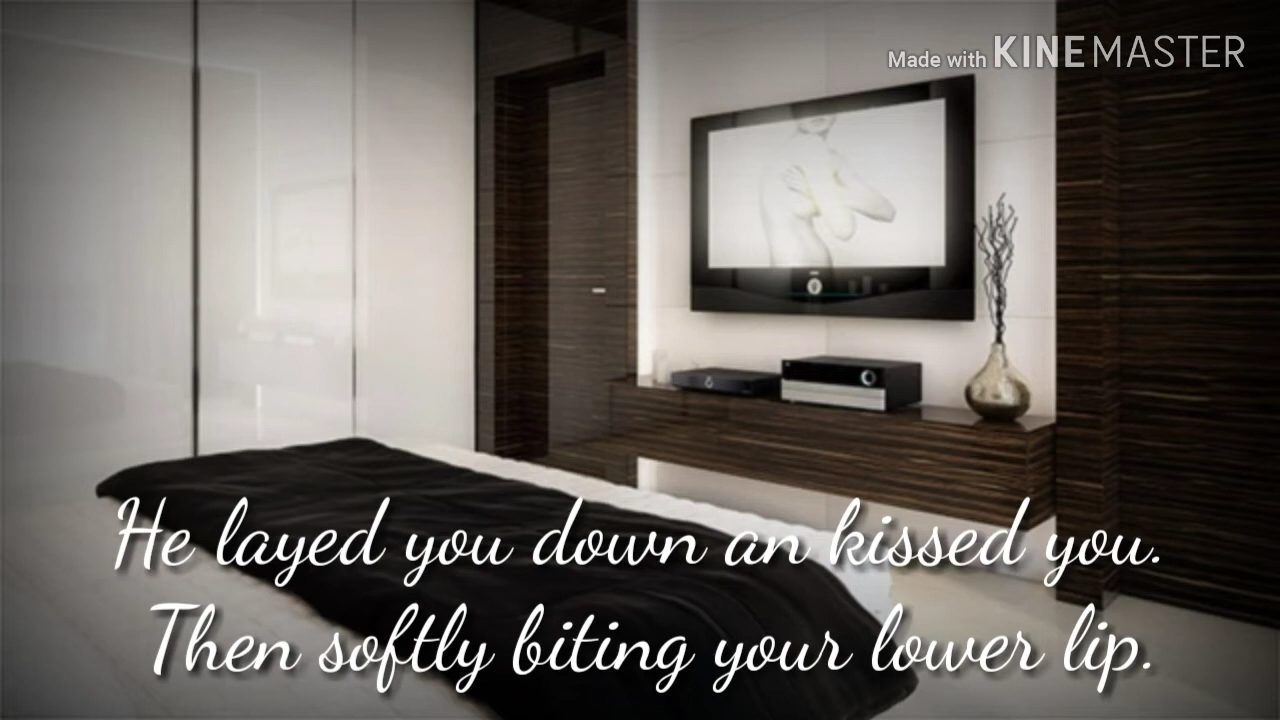 Made with KINEMASTER
He layed you down an kissed you.
Then softly biting your lower lip.